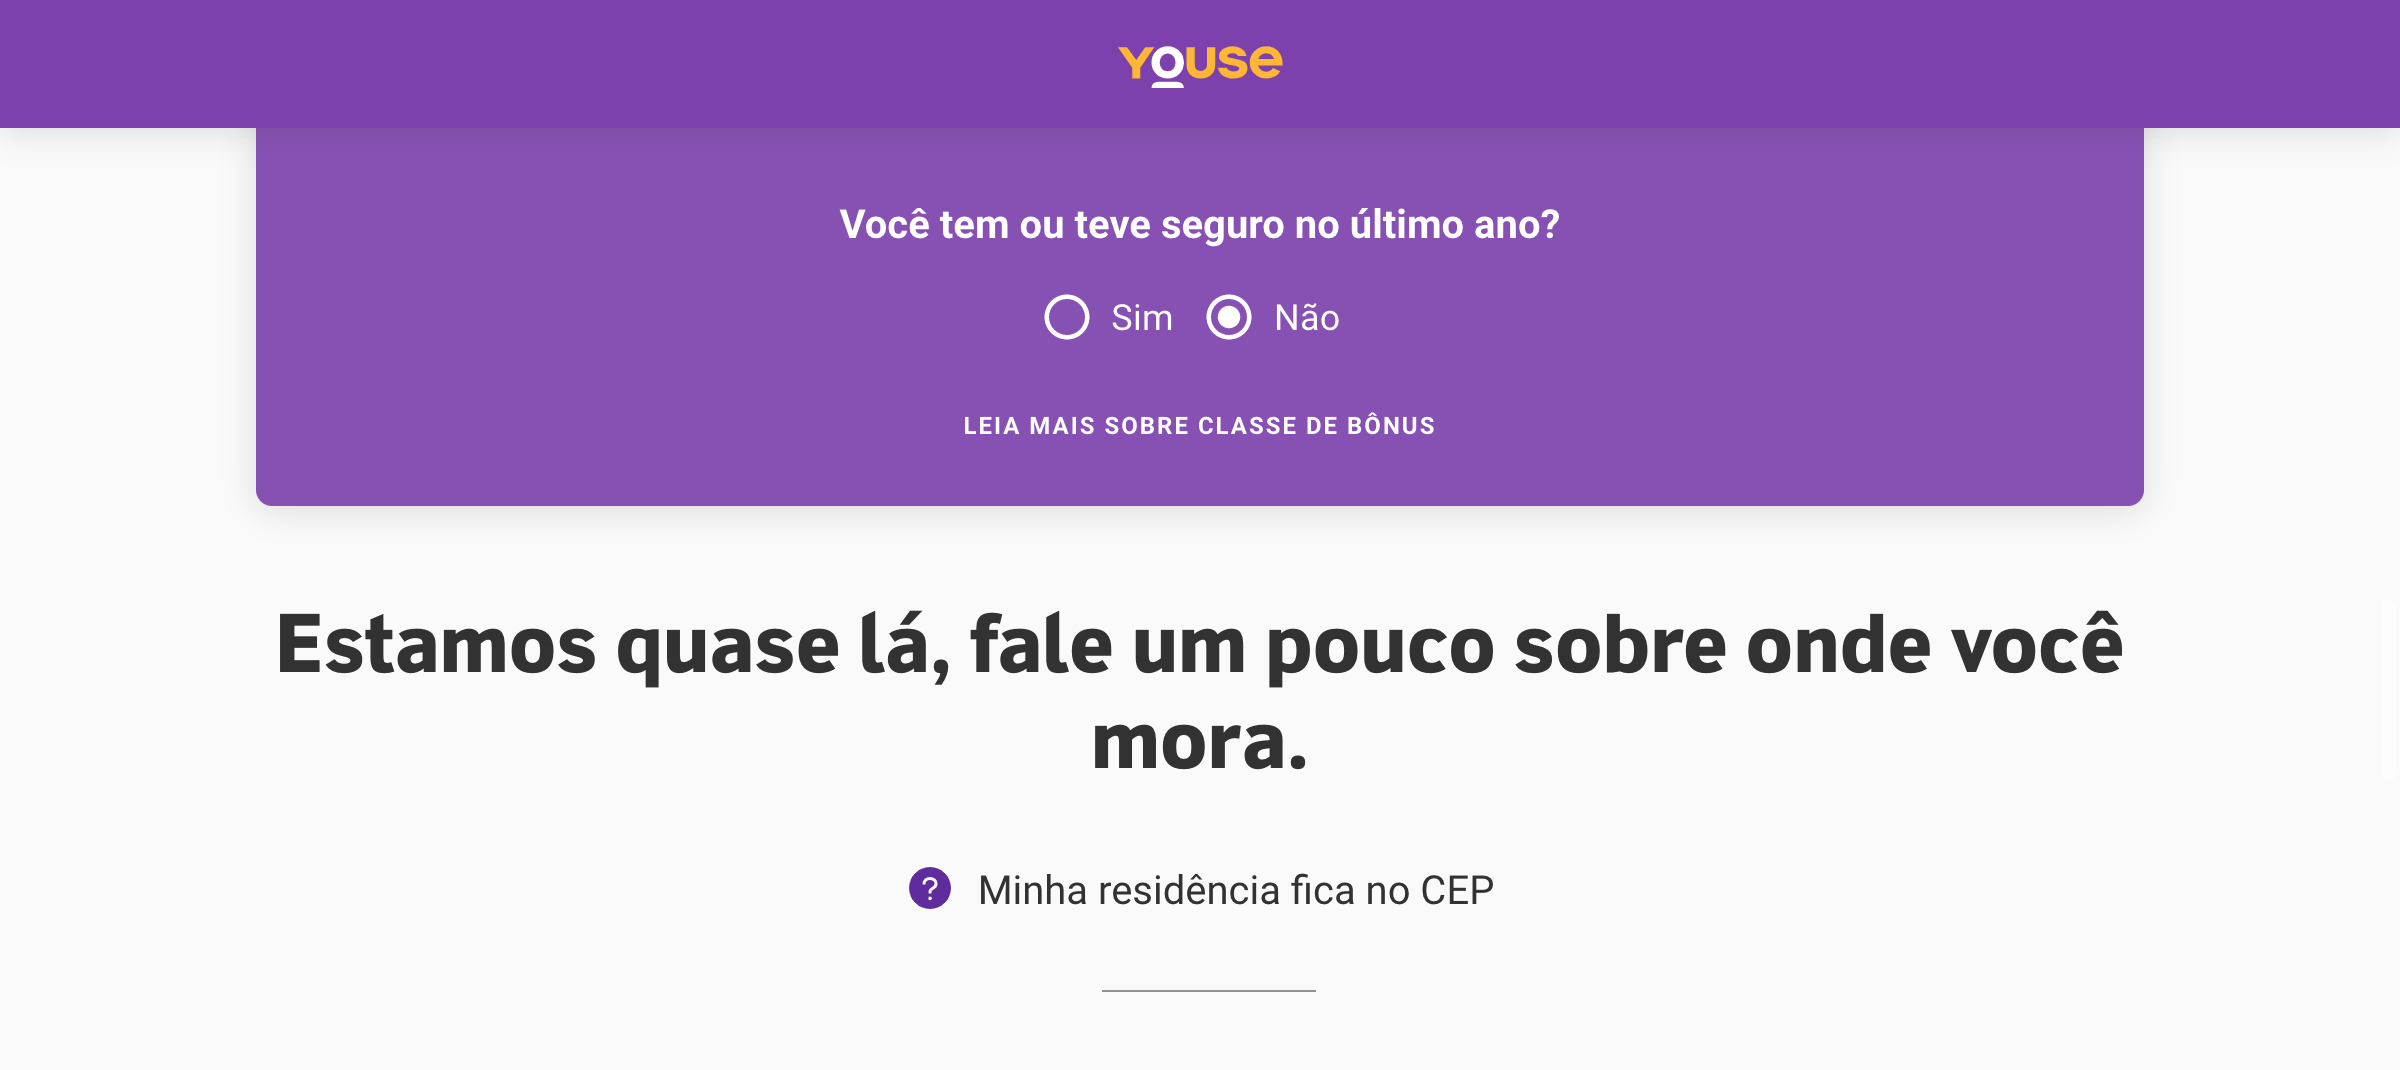 YOUSE
Você tem ou teve seguro no último ano?
Sim Não
LEIA MAIS SOBRE CLASSE DE BÔNUS
Estamos quase lá, fale um pouco sobre onde você
mora.
? Minha residência fica no CEP